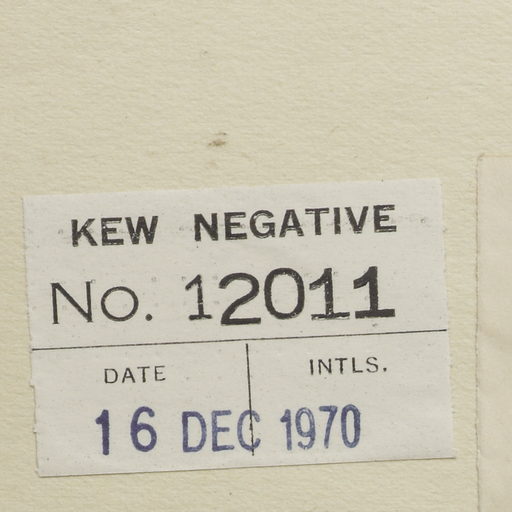 KEW NEGATIVE
No. 12011
DATE INTLS.
16 DEC 1970